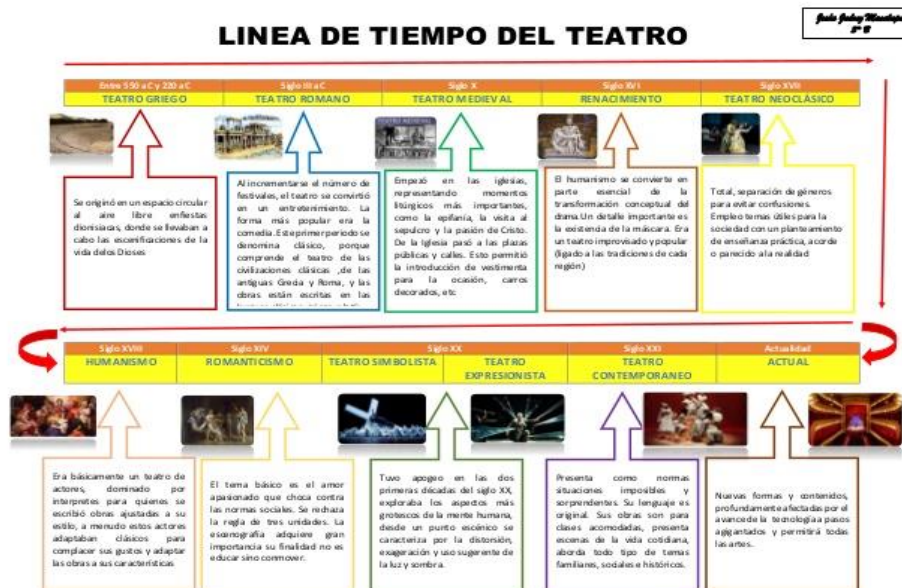 LINEA DE TIEMPO DEL TEATRO
5° B
Entre 550 a C y 220 a C
TEATRO GRIEGO
Siglo III a C
TEATRO ROMANO
Siglo X
TEATRO MEDIEVAL
Siglo XVI
RENACIMIENTO
Siglo XVII
TEATRO NEOCLÁSICO
Se originó en un espacio circular
al aire libre enfiestas
dionisiacas, donde se llevaban a
cabo las escenificaciones de la
vida delos Dioses
Al incrementarse el número de
festivales, el teatro se convirtió
en un entretenimiento. La
forma más popular era la
comedia. Este primer periodo se
denomina clásico, porque
comprende el teatro de las
civilizaciones clásicas ,de las
antiguas Grecia y Roma, y las
obras están escritas en las
Empezó en las iglesias,
representando momentos
litúrgicos más importantes,
como la epifanía, la visita al
sepulcro y la pasión de Cristo.
De la Iglesia pasó a las plazas
públicas y calles. Esto permitió
la introducción de vestimenta
para la ocasión, carros
decorados, etc
El humanismo se convierte en
parte esencial de la
transformación conceptual del
drama. Un detalle importante es
la existencia de la máscara. Era
un teatro improvisado y popular
(ligado a las tradiciones de cada
región)
Total, separación de géneros
para evitar confusiones.
Empleo temas útiles para la
sociedad con un planteamiento
de enseñanza práctica, acorde
o parecido a la realidad
Siglo XVIII
HUMANISMO
Siglo XIV
ROMANTICISMO
Siglo XX
TEATRO SIMBOLISTA
TEATRO
EXPRESIONISTA
Siglo XXI
TEATRO
CONTEMPORANEO
Actualidad
ACTUAL
Era básicamente un teatro de
actores, dominado por
interpretes para quienes se
escribió obras ajustadas a su
estilo, a menudo estos actores
adaptaban clásicos para
complacer sus gustos y adaptar
las obras a sus características
El tema básico es el amor
apasionado que choca contra
las normas sociales. Se rechaza
la regla de tres unidades. La
escenografía adquiere gran
importancia su finalidad no es
educar sino conmover.
Tuvo apogeo en las dos
primeras décadas del siglo XX,
exploraba los aspectos más
grotescos de la mente humana,
desde un punto escénico se
caracteriza por la distorsión,
exageración y uso sugerente de
la luz y sombra.
Presenta como normas
situaciones imposibles y
sorprendentes. Su lenguaje es
original. Sus obras son para
clases acomodadas, presenta
escenas de la vida cotidiana,
aborda todo tipo de temas
familiares, sociales e históricos.
Nuevas formas y contenidos,
profundamente afectadas por el
avance de la tecnología a pasos
agigantados y permitirá todas
las artes.